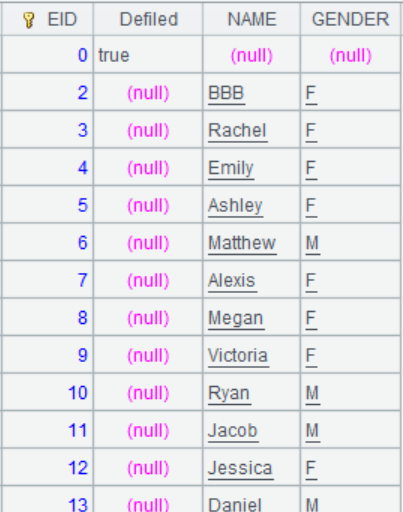 EID Defiled NAME GENDER
0 true (null) (null)
2 (null) BBB F
3 (null) Rachel F
4 (null) Emily F
5 (null) Ashley F
6 (null) Matthew M
7 (null) Alexis F
8 (null) Megan F
9 (null) Victoria F
10 (null) Ryan M
11 (null) Jacob M
12 (null) Jessica F
13 (null) Daniel M